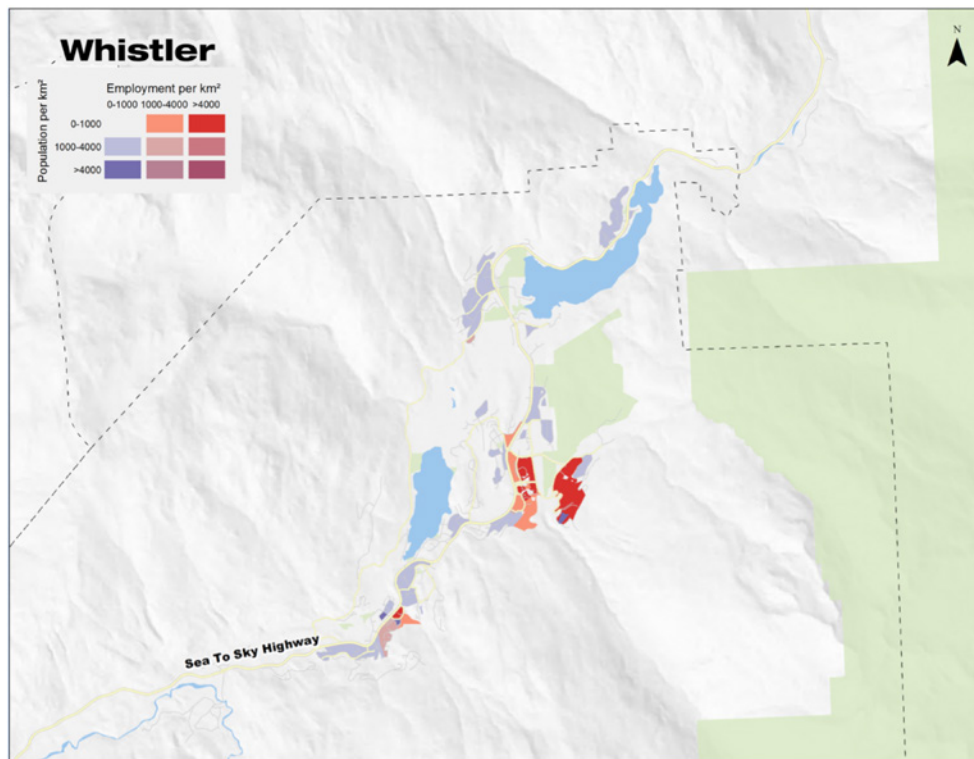 Whistler
N
Employment per km²
0-1000 1000-4000 >4000
Population per km²
0-1000
1000-4000
>4000
Sea To Sky Highway